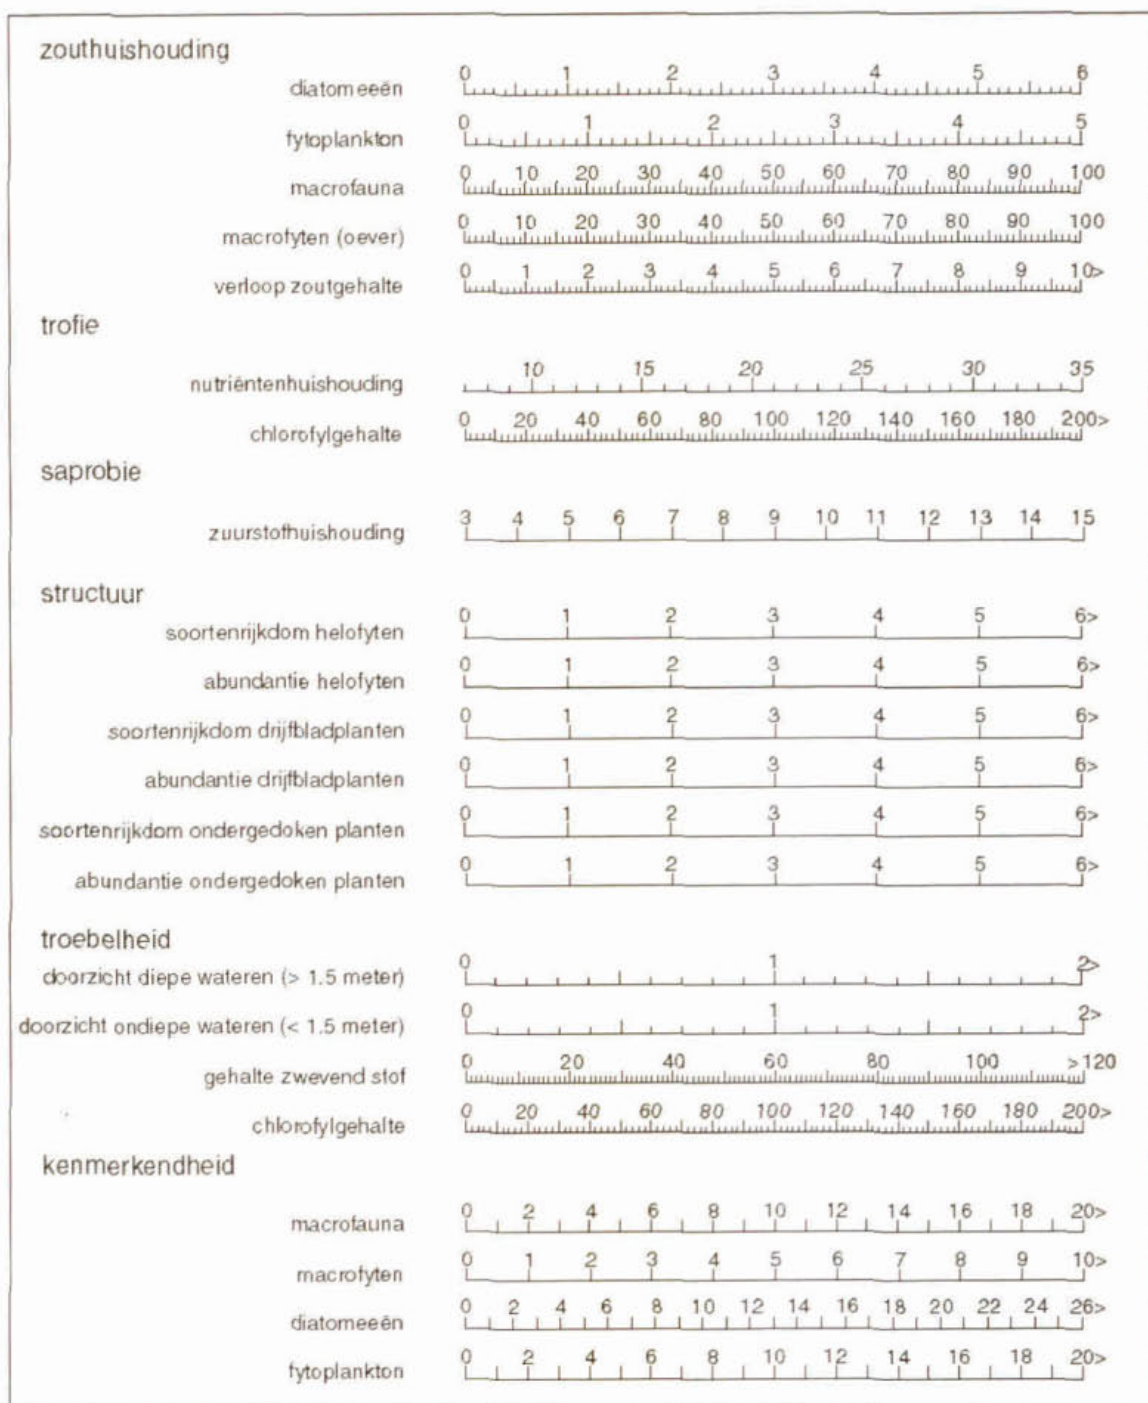 zouthuishouding
diatomeeën 0 1 2 3 4 5 6
fytoplankton 0 1 2 3 4 5
macrofauna 0 10 20 30 40 50 60 70 80 90 100
macrofyten (oever) 0 10 20 30 40 50 60 70 80 90 100
verloop zoutgehalte 0 1 2 3 4 5 6 7 8 9 10>
trofie
nutriëntenhuishouding 10 15 20 25 30 35
chlorofylgehalte 0 20 40 60 80 100 120 140 160 180 200>
saprobie
zuurstofhuishouding 3 4 5 6 7 8 9 10 11 12 13 14 15
structuur
soortenrijkdom helofyten 0 1 2 3 4 5 6>
abundantie helofyten 0 1 2 3 4 5 6>
soortenrijkdom drijfbladplanten 0 1 2 3 4 5 6>
abundantie drijfbladplanten 0 1 2 3 4 5 6>
soortenrijkdom ondergedoken planten 0 1 2 3 4 5 6>
abundantie ondergedoken planten 0 1 2 3 4 5 6>
troebelheid
doorzicht diepe wateren (> 1.5 meter) 0 1 2>
doorzicht ondiepe wateren (< 1.5 meter) 0 1 2>
gehalte zwevend stof 0 20 40 60 80 100 >120
chlorofylgehalte 0 20 40 60 80 100 120 140 160 180 200>
kenmerkendheid
macrofauna 0 2 4 6 8 10 12 14 16 18 20>
macrofyten 0 1 2 3 4 5 6 7 8 9 10>
diatomeeën 0 2 4 6 8 10 12 14 16 18 20 22 24 26>
fytoplankton 0 2 4 6 8 10 12 14 16 18 20>